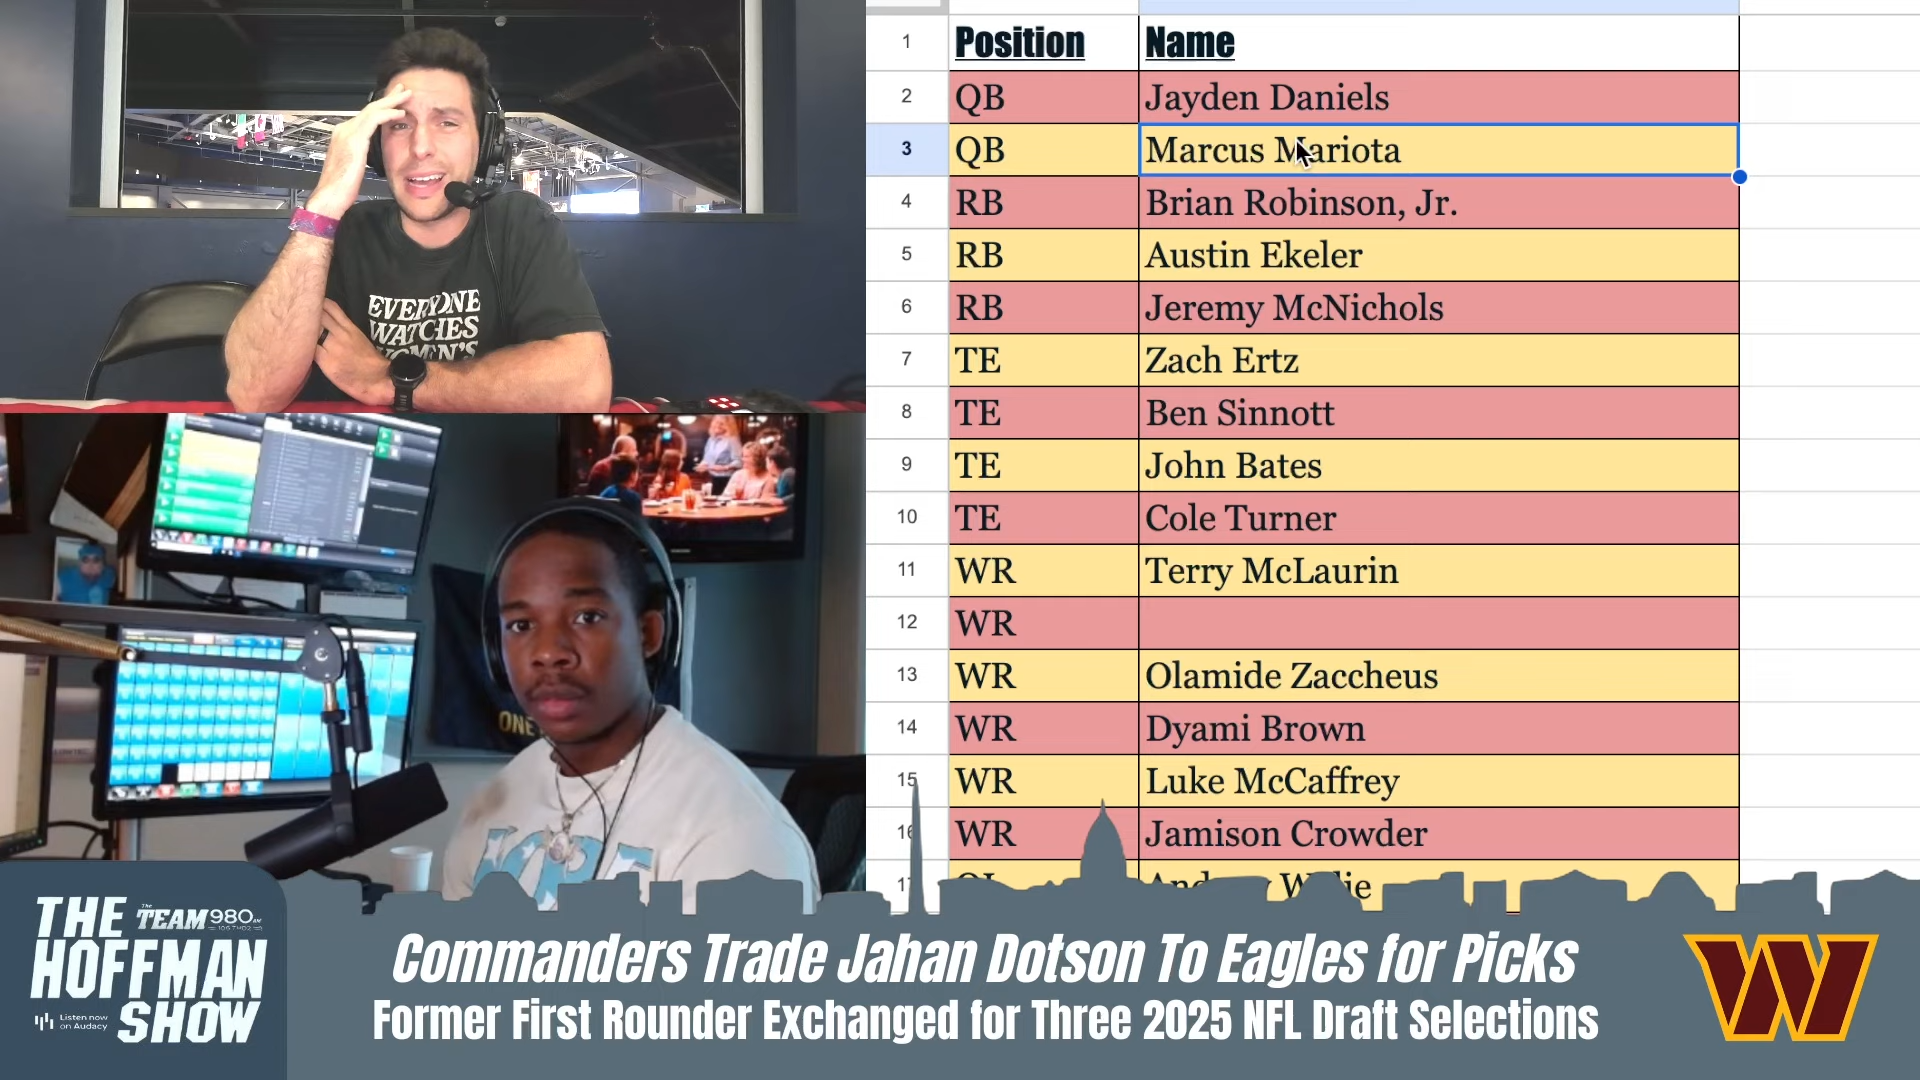 EVERYONE
WATCHES
WOMEN'S
ONE
1 Position Name
2 QB Jayden Daniels
3 QB Marcus Mariota
4 RB Brian Robinson, Jr.
5 RB Austin Ekeler
6 RB Jeremy McNichols
7 TE Zach Ertz
8 TE Ben Sinnott
9 TE John Bates
10 TE Cole Turner
11 WR Terry McLaurin
12 WR
13 WR Olamide Zaccheus
14 WR Dyami Brown
15 WR Luke McCaffrey
16 WR Jamison Crowder
17
THE
HOFFMAN
SHOW
The TEAM 980 AM
Listen now
on Audacy
Commanders Trade Jahan Dotson To Eagles for Picks
Former First Rounder Exchanged for Three 2025 NFL Draft Selections
W